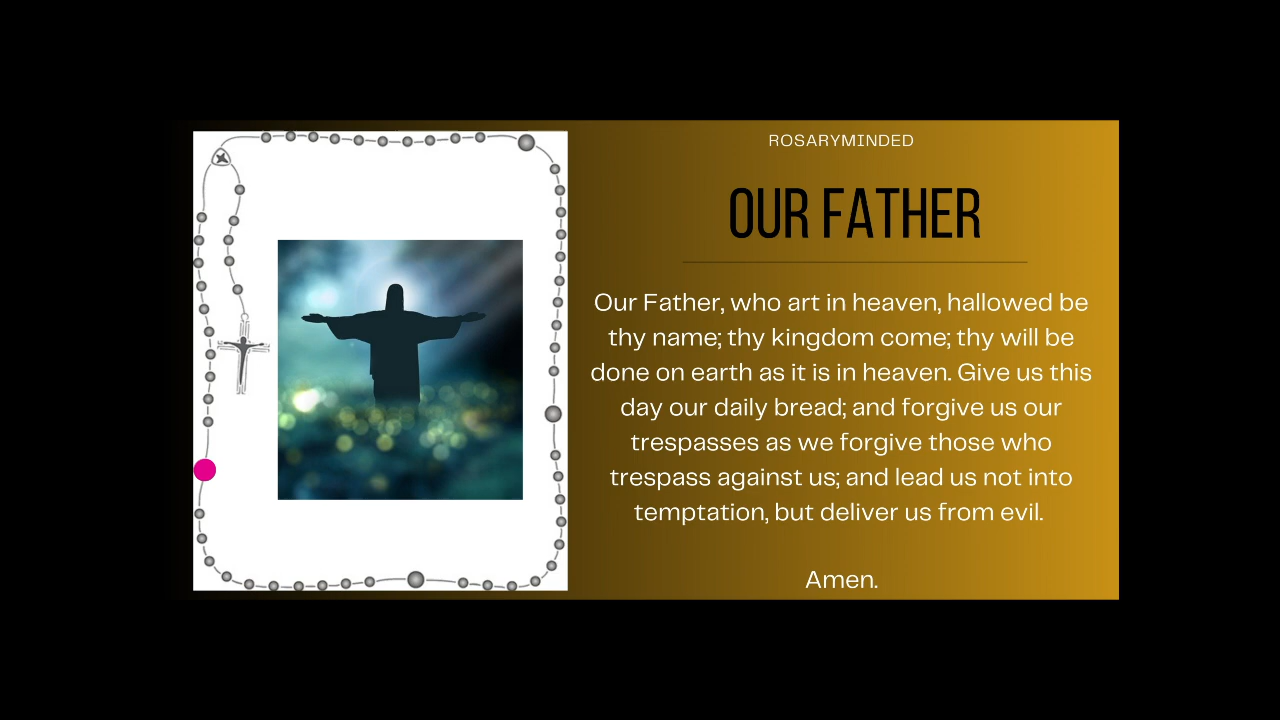 ROSARYMINDED
OUR FATHER
Our Father, who art in heaven, hallowed be
thy name; thy kingdom come; thy will be
done on earth as it is in heaven. Give us this
day our daily bread; and forgive us our
trespasses as we forgive those who
trespass against us; and lead us not into
temptation, but deliver us from evil.
Amen.